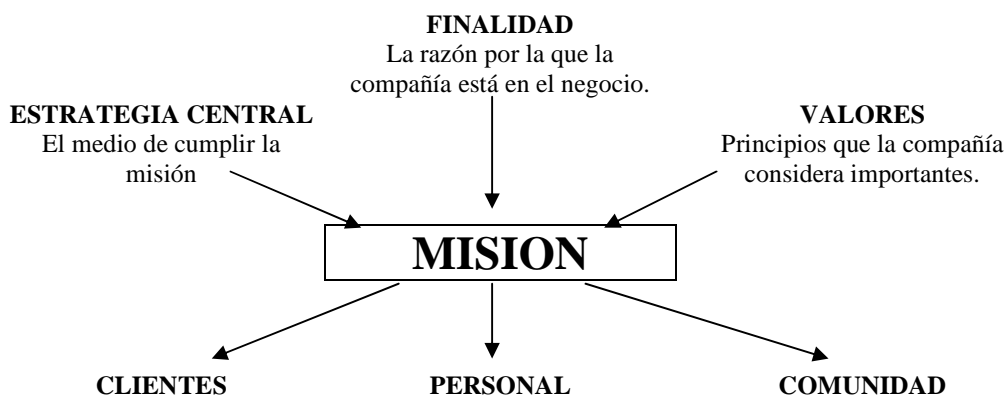 FINALIDAD
La razón por la que la
compañía está en el negocio.
ESTRATEGIA CENTRAL
El medio de cumplir la
misión
VALORES
Principios que la compañía
considera importantes.
MISION
CLIENTES
PERSONAL
COMUNIDAD